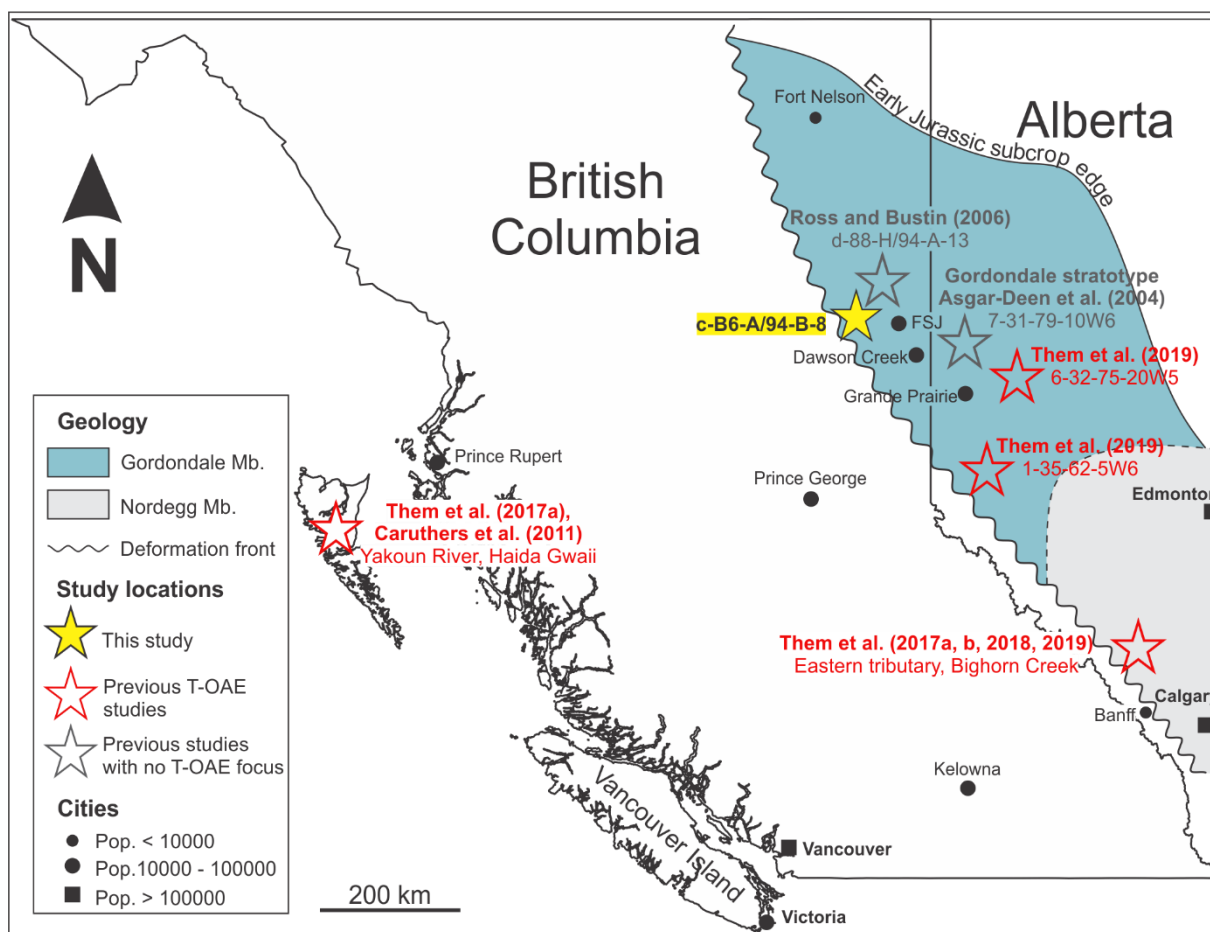 Fort Nelson
Early Jurassic subcrop edge
Alberta
British
Columbia
N
Ross and Bustin (2006)
d-88-H/94-A-13
Gordondale stratotype
Asgar-Deen et al. (2004)
7-31-79-10W6
c-B6-A/94-B-8
FSJ
Dawson Creek
Them et al. (2019)
6-32-75-20W5
Grande Prairie
Them et al. (2019)
1-35-62-5W6
Prince George
Edmonton
Prince Rupert
Them et al. (2017a),
Caruthers et al. (2011)
Yakoun River, Haida Gwaii
Them et al. (2017a, b, 2018, 2019)
Eastern tributary, Bighorn Creek
Calgary
Banff
Kelowna
Vancouver Island
Vancouver
Victoria
200 km
Geology
Gordondale Mb.
Nordegg Mb.
Deformation front
Study locations
This study
Previous T-OAE
studies
Previous studies
with no T-OAE focus
Cities
Pop. < 10000
Pop.10000 - 100000
Pop. > 100000